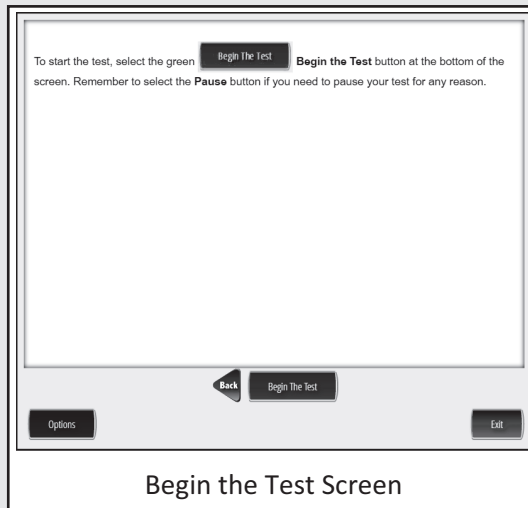 To start the test, select the green Begin The Test Begin the Test button at the bottom of the
screen. Remember to select the Pause button if you need to pause your test for any reason.
Back Begin The Test
Options Exit
Begin the Test Screen